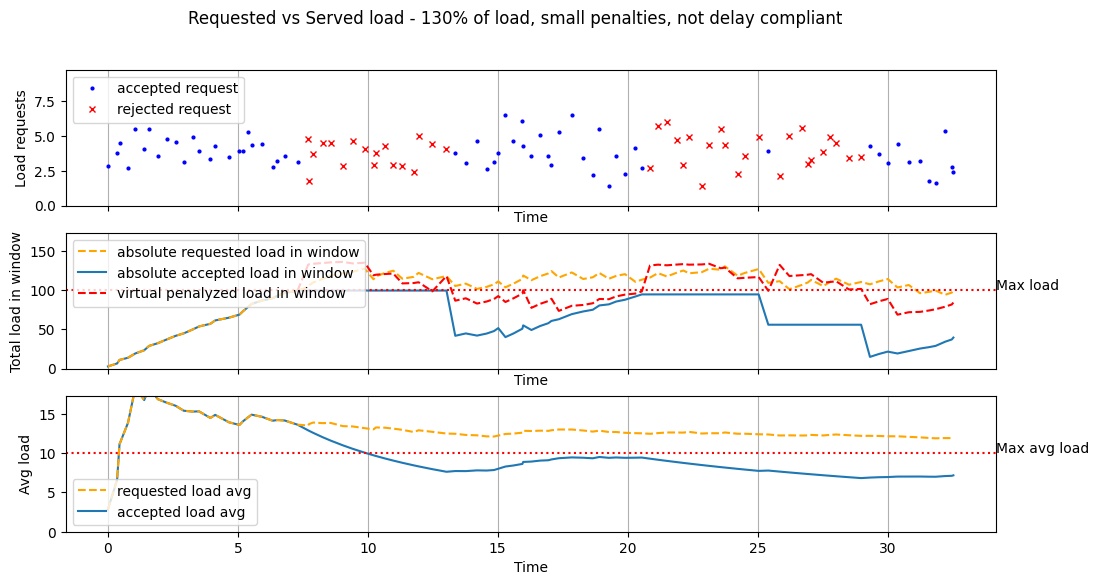 Requested vs Served load - 130% of load, small penalties, not delay compliant
Load requests
7.5
5.0
2.5
0.0
accepted request
rejected request
Time
Total load in window
150
100
50
0
absolute requested load in window
absolute accepted load in window
virtual penalyzed load in window
Max load
Time
Avg load
15
10
5
0
requested load avg
accepted load avg
Max avg load
0 5 10 15 20 25 30
Time